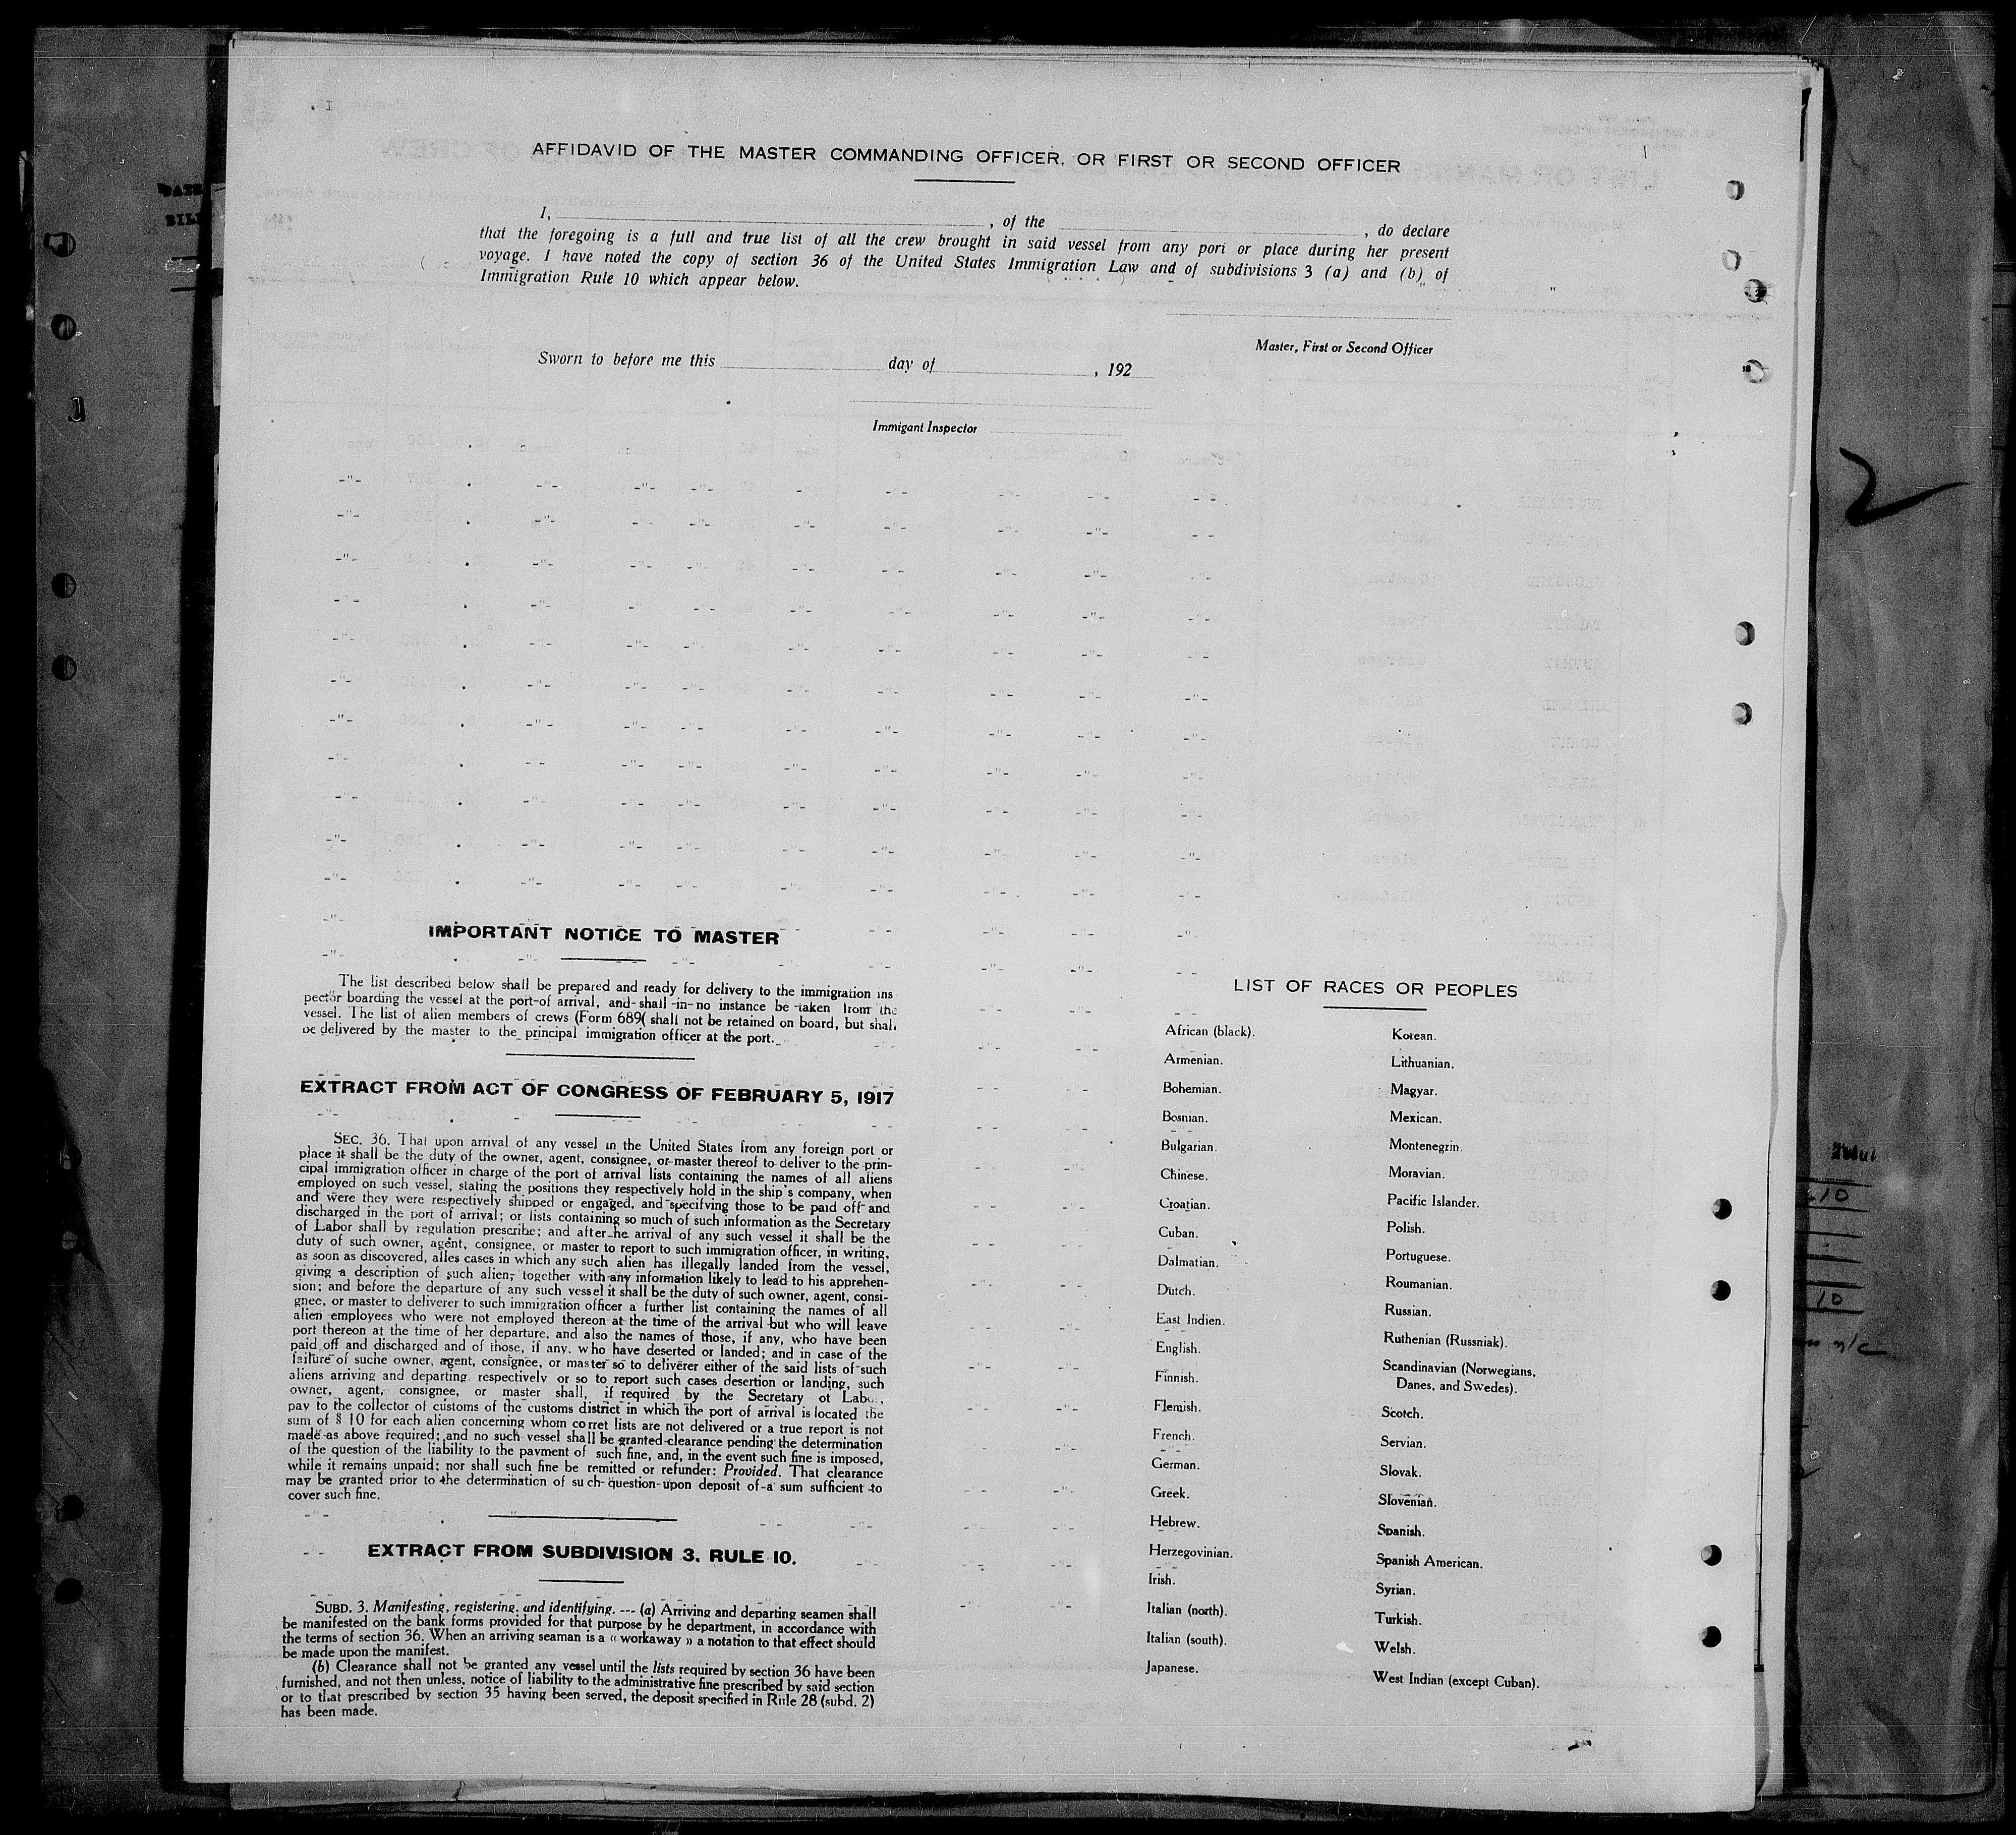 AFFIDAVID OF THE MASTER COMMANDING OFFICER, OR FIRST OR SECOND OFFICER
I, , of the , do declare
that the foregoing is a full and true list of all the crew brought in said vessel from any pori or place during her present
voyage. I have noted the copy of section 36 of the United States Immigration Law and of subdivisions 3 (a) and (b) of
Immigration Rule 10 which appear below.
Master, First or Second Officer
Sworn to before me this day of , 192
Immigant Inspector
2
IMPORTANT NOTICE TO MASTER
The list described below shall be prepared and ready for delivery to the immigration ins
pector boarding the vessel at the port of arrival, and shall in no instance be taken from the
vessel. The list of alien members of crews (Form 689( shall not be retained on board, but shall
be delivered by the master to the principal immigration officer at the port.
EXTRACT FROM ACT OF CONGRESS OF FEBRUARY 5, 1917
SEC. 36. That upon arrival of any vessel in the United States from any foreign port or
place it shall be the duty of the owner, agent, consignee, or master thereof to deliver to the prin-
cipal immigration officer in charge of the port of arrival lists containing the names of all aliens
employed on such vessel, stating the positions they respectively hold in the ship's company, when
and were they were respectively shipped or engaged, and specifving those to be paid off and
discharged in the port of arrival; or lists containing so much of such information as the Secretary
of Labor shall by regulation prescribe; and after he arrival of any such vessel it shall be the
duty of such owner, agent, consignee, or master to report to such immigration officer, in writing,
as soon as discovered, alles cases in which any such alien has illegally landed from the vessel,
giving a description of such alien, together with any information likely to lead to his apprehen-
sion; and before the departure of any such vessel it shall be the duty of such owner, agent, consi-
gnee, or master to deliverer to such immigration officer a further list containing the names of all
alien employees who were not employed thereon at the time of the arrival but who will leave
port thereon at the time of her departure, and also the names of those, if any, who have been
paid off and discharged and of those, if any, who have deserted or landed; and in case of the
failure of suche owner, agent, consignee, or master so to deliverer either of the said lists of such
aliens arriving and departing respectively or so to report such cases desertion or landing, such
owner, agent, consignee, or master shall, if required by the Secretary ot Labor,
pay to the collector of customs of the customs district in which the port of arrival is located the
sum of § 10 for each alien concerning whom corret lists are not delivered or a true report is not
made as above required; and no such vessel shall be granted clearance pending the determination
of the question of the liability to the payment of such fine, and, in the event such fine is imposed,
while it remains unpaid; nor shall such fine be remitted or refunder: Provided. That clearance
may be granted prior to the determination of such question upon deposit of a sum sufficient to
cover such fine.
EXTRACT FROM SUBDIVISION 3. RULE 10.
SUBD. 3. Manifesting, registering, and identifying. --- (a) Arriving and departing seamen shall
be manifested on the bank forms provided for that purpose by he department, in accordance with
the terms of section 36. When an arriving seaman is a « workaway » a notation to that effect should
be made upon the manifest.
(b) Clearance shall not be granted any vessel until the lists required by section 36 have been
furnished, and not then unless, notice of liability to the administrative fine prescribed by said section
or to that prescribed by section 35 having been served, the deposit specified in Rule 28 (subd. 2)
has been made.
LIST OF RACES OR PEOPLES
African (black).
Armenian.
Bohemian.
Bosnian.
Bulgarian.
Chinese.
Croatian.
Cuban.
Dalmatian.
Dutch.
East Indien.
English.
Finnish.
Flemish.
French.
German.
Greek.
Hebrew.
Herzegovinian.
Irish.
Italian (north).
Italian (south).
Japanese.
Korean.
Lithuanian.
Magyar.
Mexican.
Montenegrin.
Moravian.
Pacific Islander.
Polish.
Portuguese.
Roumanian.
Russian.
Ruthenian (Russniak).
Scandinavian (Norwegians,
Danes, and Swedes).
Scotch.
Servian.
Slovak.
Slovenian.
Spanish.
Spanish American.
Syrian.
Turkish.
Welsh.
West Indian (except Cuban).